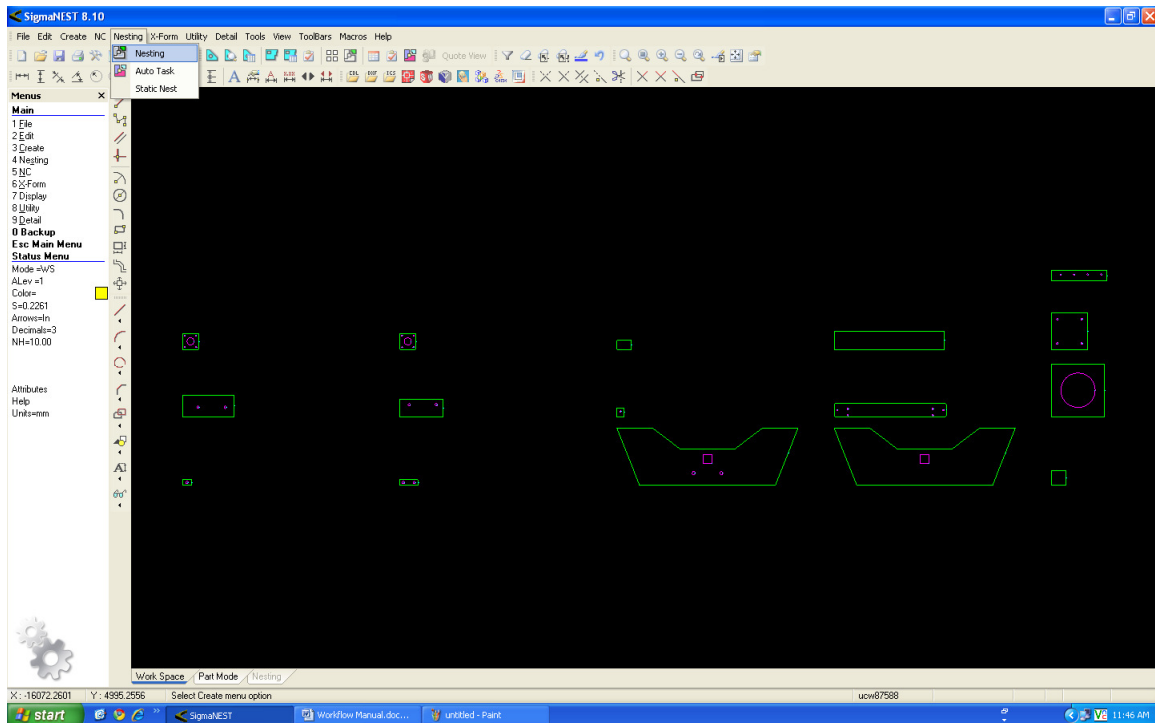 SigmaNEST 8.10
File Edit Create NC Nesting X-Form Utility Detail Tools View ToolBars Macros Help
Nesting
Quote View
Auto Task
Static Nest
Menus x
Main
1 File
2 Edit
3 Create
4 Nesting
5 NC
6 X-Form
7 Display
8 Utility
9 Detail
0 Backup
Esc Main Menu
Status Menu
Mode =WS
ALev =1
Color=
S=0.2261
Arrows=In
Decimals=3
NH=10.00
Attributes
Help
Units=mm
Work Space Part Mode Nesting
X: -16072.2601 Y: 4995.2556 Select Create menu option ucw87588
start SigmaNEST Workflow Manual.doc... untitled - Paint 11:46 AM